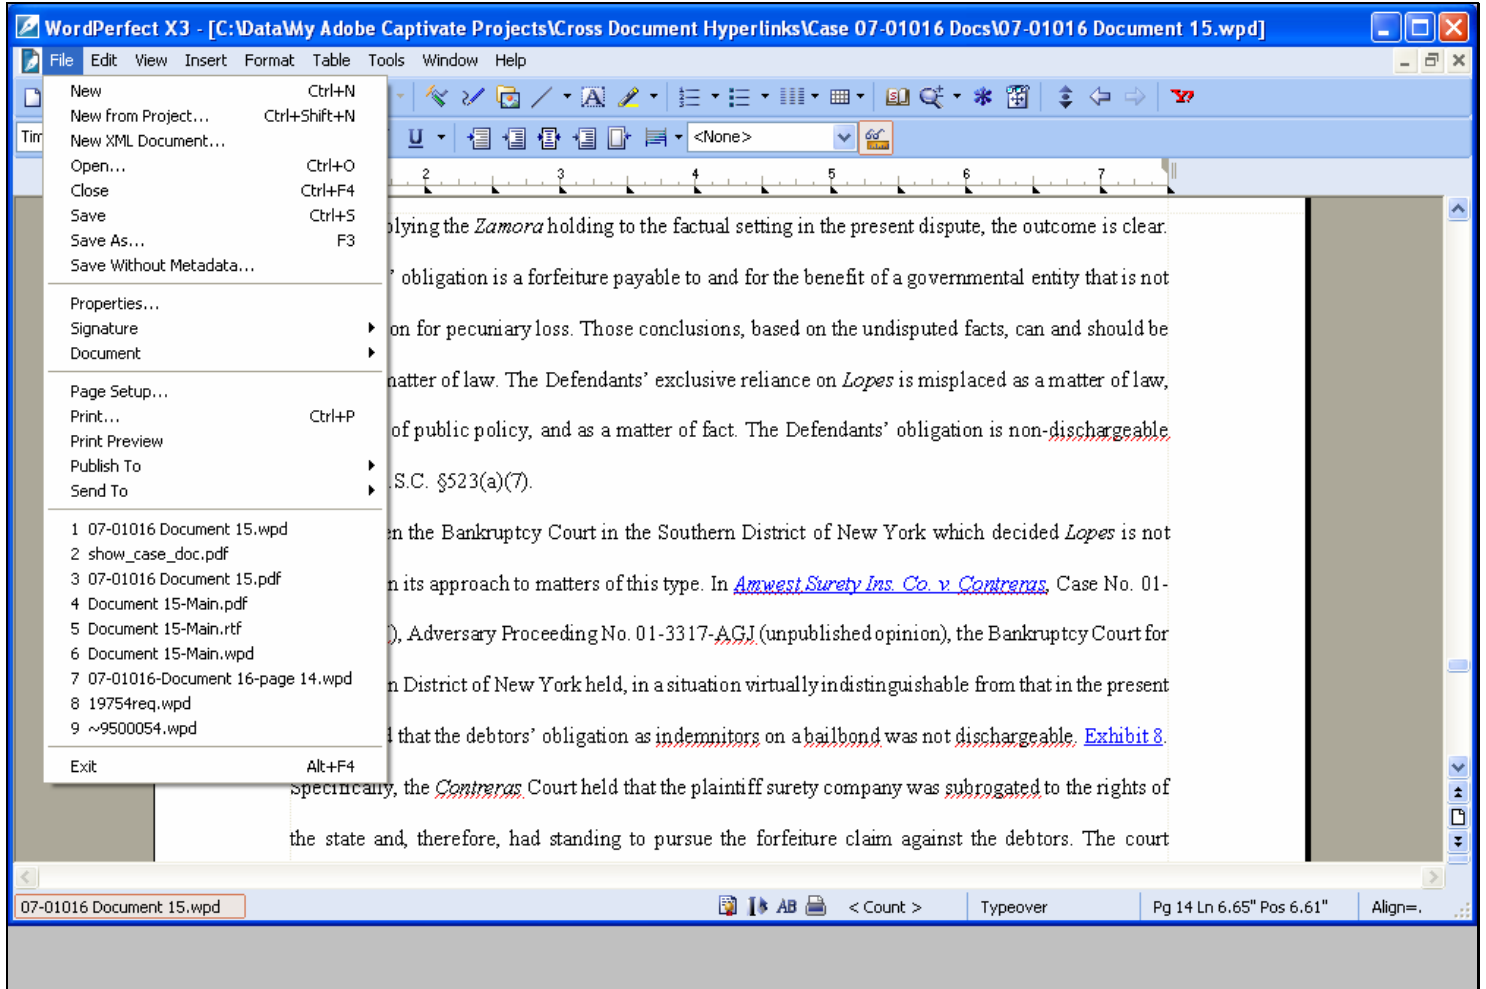 WordPerfect X3 - [C:\Data\My Adobe Captivate Projects\Cross Document Hyperlinks\Case 07-01016 Docs\07-01016 Document 15.wpd]
File Edit View Insert Format Table Tools Window Help
New Ctrl+N
New from Project... Ctrl+Shift+N
New XML Document...
Open... Ctrl+O
Close Ctrl+F4
Save Ctrl+S
Save As... F3
Save Without Metadata...
Properties...
Signature
Document
Page Setup...
Print... Ctrl+P
Print Preview
Publish To
Send To
1 07-01016 Document 15.wpd
2 show_case_doc.pdf
3 07-01016 Document 15.pdf
4 Document 15-Main.pdf
5 Document 15-Main.rtf
6 Document 15-Main.wpd
7 07-01016-Document 16-page 14.wpd
8 19754req.wpd
9 ~9500054.wpd
Exit Alt+F4
Tim
U <None>
2 3 4 5 6 7
plying the Zamora holding to the factual setting in the present dispute, the outcome is clear.
’ obligation is a forfeiture payable to and for the benefit of a governmental entity that is not
on for pecuniary loss. Those conclusions, based on the undisputed facts, can and should be
matter of law. The Defendants’ exclusive reliance on Lopes is misplaced as a matter of law,
of public policy, and as a matter of fact. The Defendants’ obligation is non-dischargeable
.S.C. §523(a)(7).
en the Bankruptcy Court in the Southern District of New York which decided Lopes is not
n its approach to matters of this type. In Amwest Surety Ins. Co. v. Contreras, Case No. 01-
), Adversary Proceeding No. 01-3317-AGJ (unpublished opinion), the Bankruptcy Court for
n District of New York held, in a situation virtually indistinguishable from that in the present
d that the debtors’ obligation as indemnitors on a bailbond was not dischargeable. Exhibit 8.
Specifically, the Contreras Court held that the plaintiff surety company was subrogated to the rights of
the state and, therefore, had standing to pursue the forfeiture claim against the debtors. The court
07-01016 Document 15.wpd AB < Count > Typeover Pg 14 Ln 6.65" Pos 6.61" Align=.